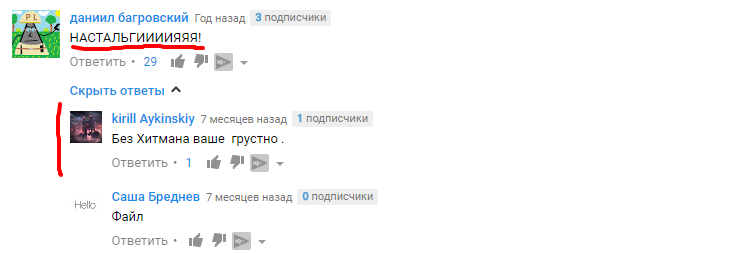 PL
даниил багровский Год назад 3 подписчики
НАСТАЛЬГИИИИЯЯЯ!
Ответить • 29
Скрыть ответы
kirill Aykinskiy 7 месяцев назад 1 подписчики
Без Хитмана ваше грустно .
Ответить • 1
Hello
Саша Бреднев 7 месяцев назад 0 подписчики
Файл
Ответить •